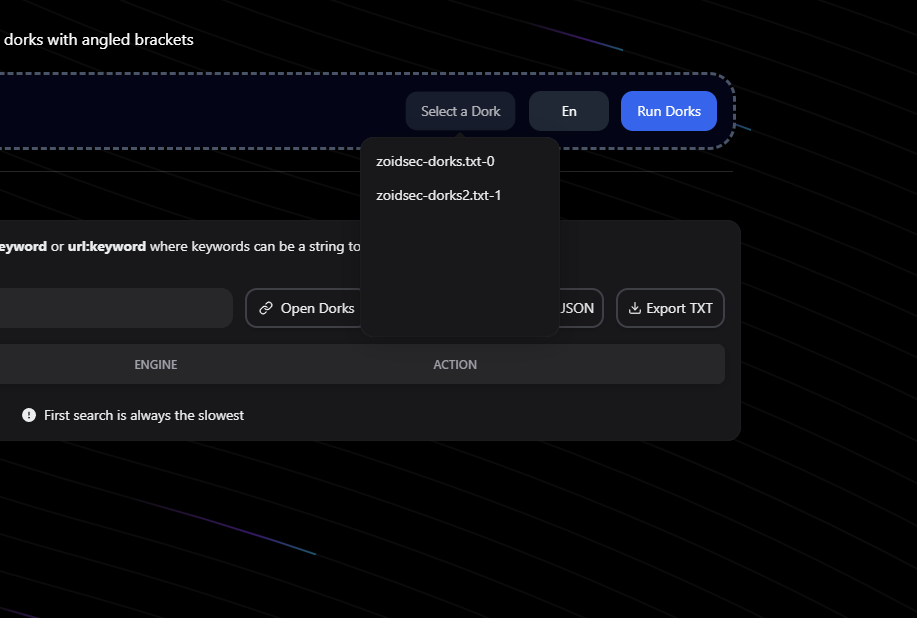 dorks with angled brackets
Select a Dork
En
Run Dorks
zoidsec-dorks.txt-0
zoidsec-dorks2.txt-1
eyword or url:keyword where keywords can be a string to
Open Dorks
JSON
Export TXT
ENGINE
ACTION
First search is always the slowest